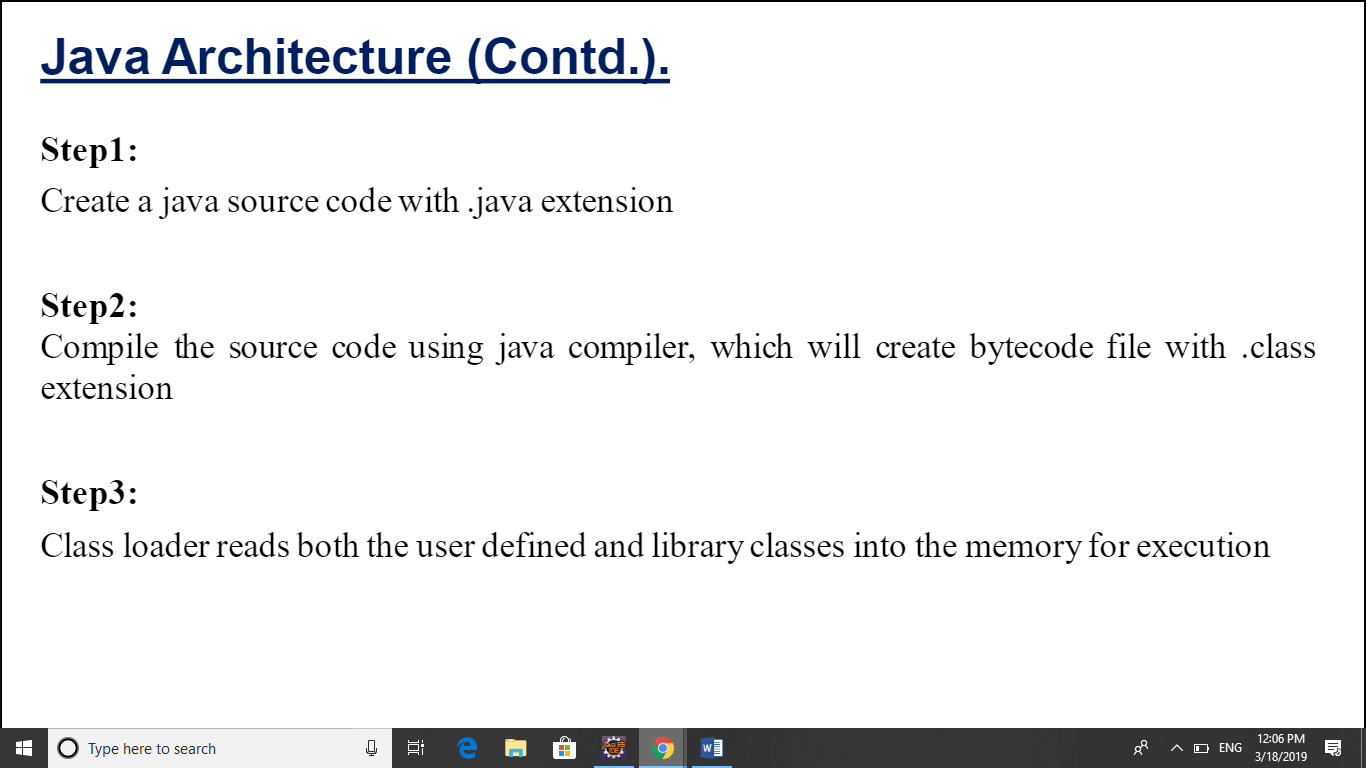 Java Architecture (Contd.).
Step1:
Create a java source code with .java extension
Step2:
Compile the source code using java compiler, which will create bytecode file with .class
extension
Step3:
Class loader reads both the user defined and library classes into the memory for execution
Type here to search
ENG
12:06 PM
3/18/2019